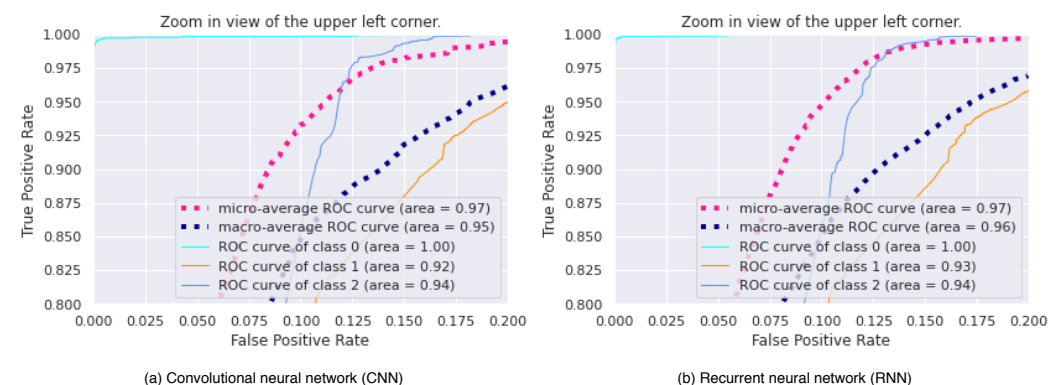 Zoom in view of the upper left corner.
1.000
0.975
0.950
0.925
0.900
0.875
0.850
0.825
0.800
True Positive Rate
micro-average ROC curve (area = 0.97)
macro-average ROC curve (area = 0.95)
ROC curve of class 0 (area = 1.00)
ROC curve of class 1 (area = 0.92)
ROC curve of class 2 (area = 0.94)
0.000 0.025 0.050 0.075 0.100 0.125 0.150 0.175 0.200
False Positive Rate
(a) Convolutional neural network (CNN)
Zoom in view of the upper left corner.
1.000
0.975
0.950
0.925
0.900
0.875
0.850
0.825
0.800
True Positive Rate
micro-average ROC curve (area = 0.97)
macro-average ROC curve (area = 0.96)
ROC curve of class 0 (area = 1.00)
ROC curve of class 1 (area = 0.93)
ROC curve of class 2 (area = 0.94)
0.000 0.025 0.050 0.075 0.100 0.125 0.150 0.175 0.200
False Positive Rate
(b) Recurrent neural network (RNN)